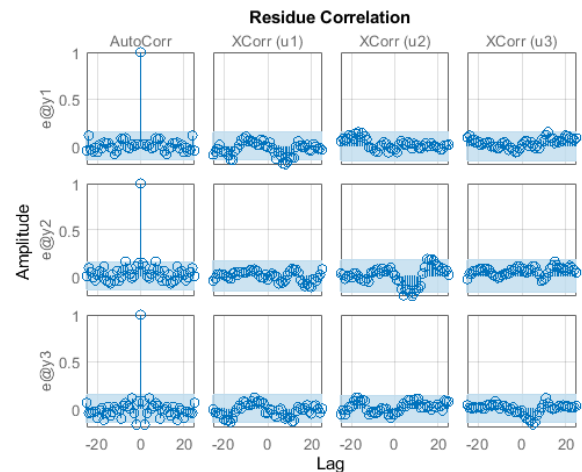 Residue Correlation
AutoCorr XCorr (u1) XCorr (u2) XCorr (u3)
Amplitude
e@y1
1
0.5
0
e@y2
1
0.5
0
e@y3
1
0.5
0
-20 0 20 -20 0 20 -20 0 20 -20 0 20
Lag